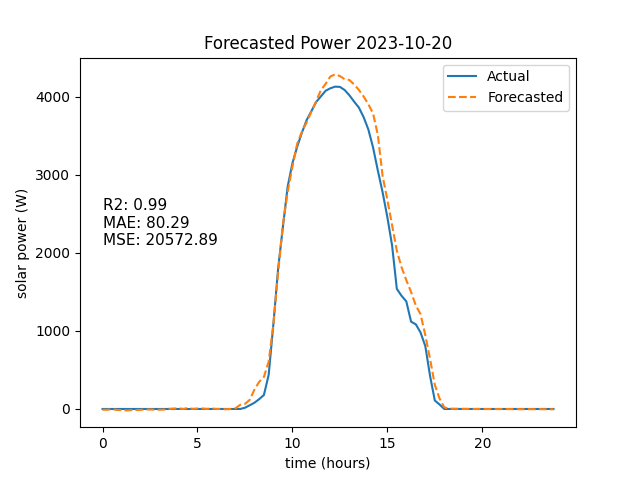 Forecasted Power 2023-10-20
Actual
Forecasted
4000
3000
2000
1000
0
solar power (W)
R2: 0.99
MAE: 80.29
MSE: 20572.89
0 5 10 15 20
time (hours)